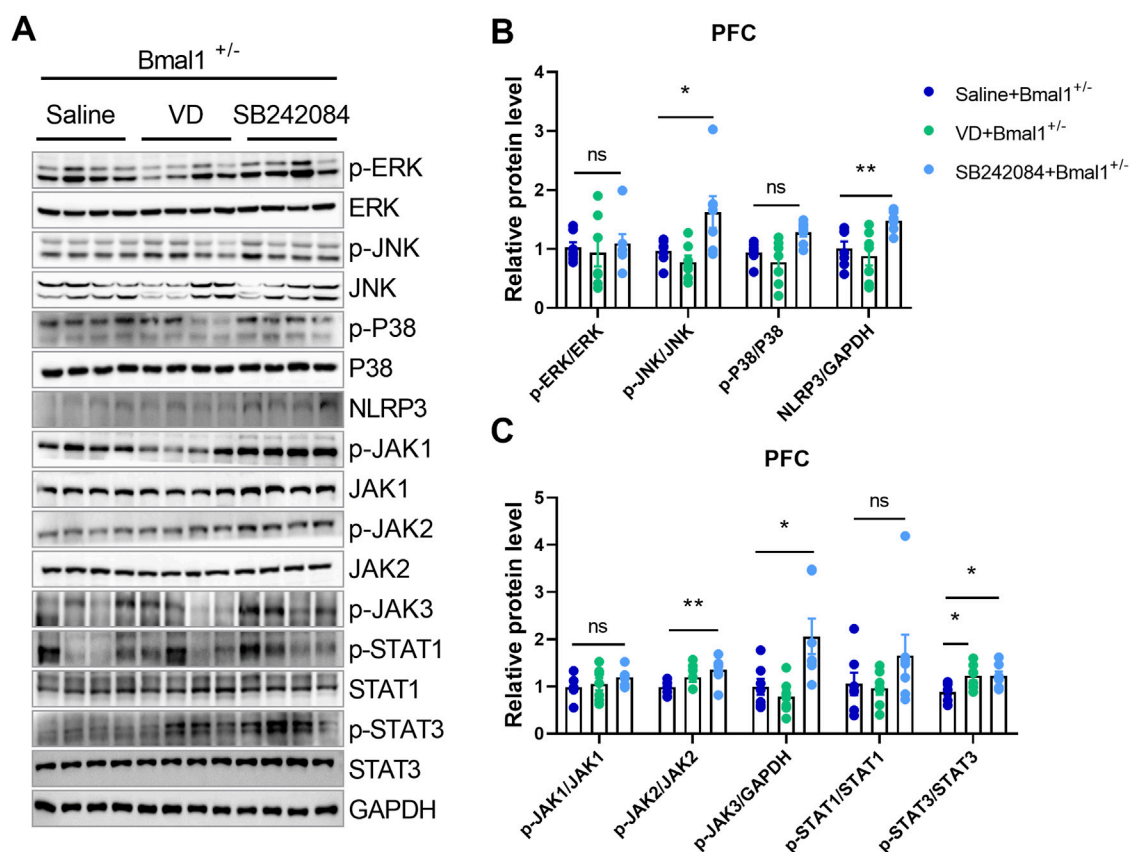 A
Bmal1 +/-
Saline VD SB242084
p-ERK
ERK
p-JNK
JNK
p-P38
P38
NLRP3
p-JAK1
JAK1
p-JAK2
JAK2
p-JAK3
p-STAT1
STAT1
p-STAT3
STAT3
GAPDH
B
PFC
Relative protein level
4
3
2
1
0
ns
*
ns
**
p-ERK/ERK
p-JNK/JNK
p-P38/P38
NLRP3/GAPDH
Saline+Bmal1+/-
VD+Bmal1+/-
SB242084+Bmal1+/-
C
PFC
Relative protein level
5
4
3
2
1
0
ns
**
*
ns
*
*
p-JAK1/JAK1
p-JAK2/JAK2
p-JAK3/GAPDH
p-STAT1/STAT1
p-STAT3/STAT3